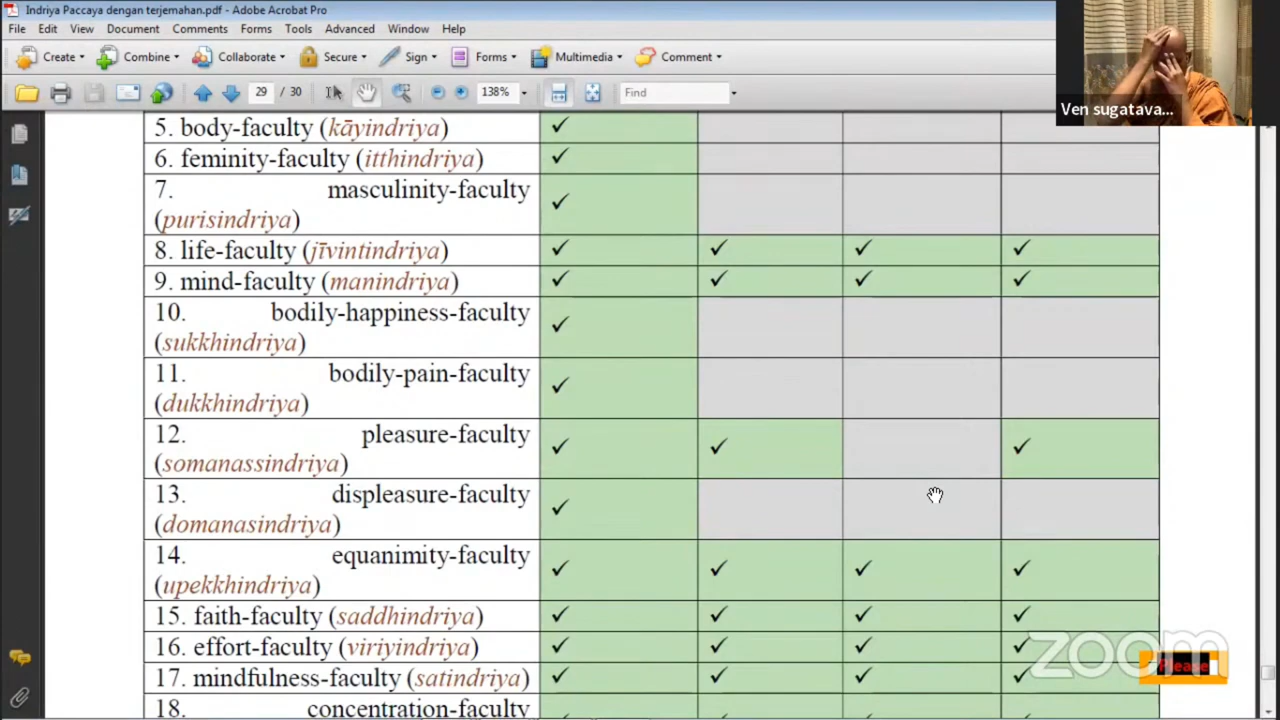 Indriya Paccaya dengan terjemahan.pdf - Adobe Acrobat Pro
File Edit View Document Comments Forms Tools Advanced Window Help
Create Combine Collaborate Secure Sign Forms Multimedia Comment
29 / 30 138% Find
Ven sugatava...
5. body-faculty (kāyindriya) ✓
6. feminity-faculty (itthindriya) ✓
7. masculinity-faculty ✓
(purisindriya)
8. life-faculty (jīvintindriya) ✓ ✓ ✓ ✓
9. mind-faculty (manindriya) ✓ ✓ ✓ ✓
10. bodily-happiness-faculty ✓
(sukkhindriya)
11. bodily-pain-faculty ✓
(dukkhindriya)
12. pleasure-faculty ✓ ✓ ✓
(somanassindriya)
13. displeasure-faculty ✓
(domanasindriya)
14. equanimity-faculty ✓ ✓ ✓ ✓
(upekkhindriya)
15. faith-faculty (saddhindriya) ✓ ✓ ✓ ✓
16. effort-faculty (viriyindriya) ✓ ✓ ✓ ✓
17. mindfulness-faculty (satindriya) ✓ ✓ ✓ ✓
18. concentration-faculty
zoom
Please